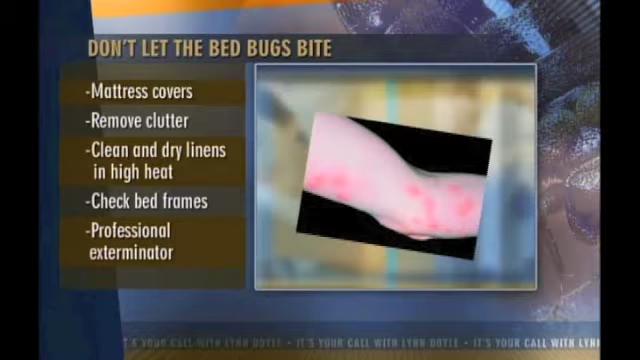 DON'T LET THE BED BUGS BITE
-Mattress covers
-Remove clutter
-Clean and dry linens
in high heat
-Check bed frames
-Professional
exterminator
'S YOUR CALL WITH LYNN DOYLE • IT'S YOUR CALL WITH LYNN DOYLE • IT'S YOUR CALL WITH LYNN